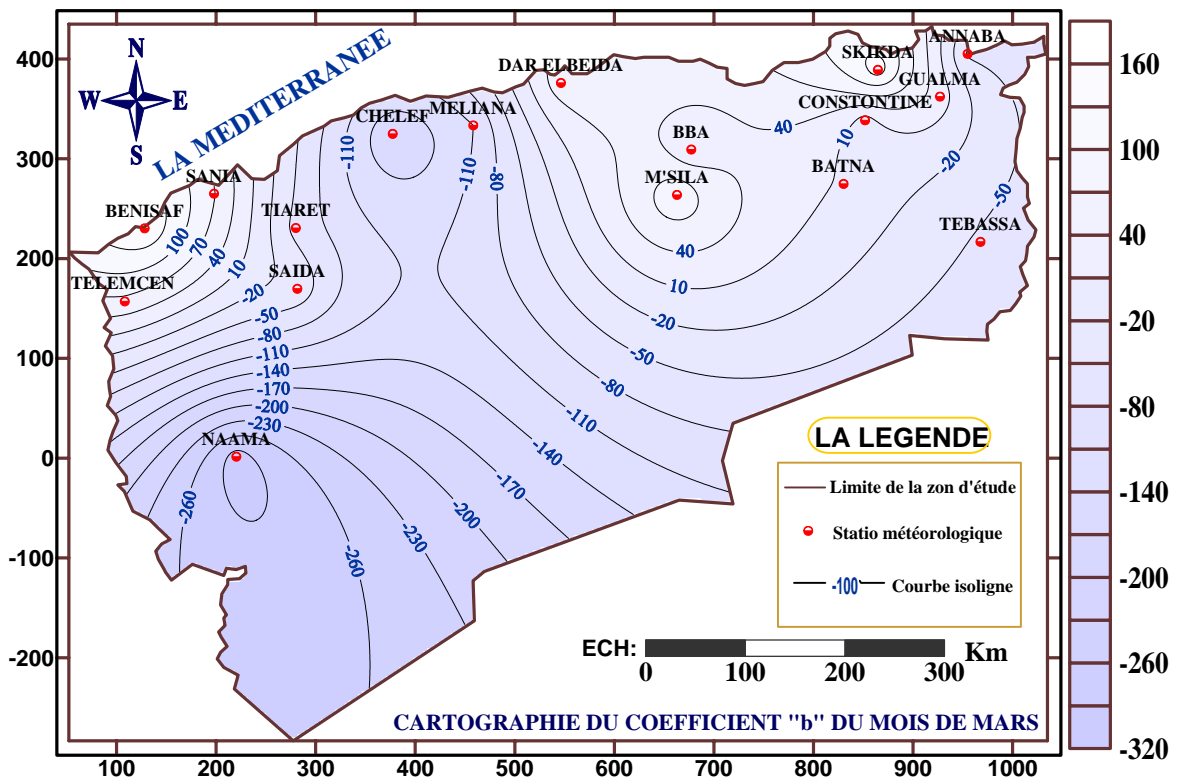 400
300
200
100
0
-100
-200
100
200
300
400
500
600
700
800
900
1000
N
W
E
S
LA MEDITERRANEE
ANNABA
SKIKDA
DAR ELBEIDA
GUALMA
CHELEF
MELIANA
CONSTONTINE
BBA
BATNA
M'SILA
SANIA
BENISAF
TIARET
TEBASSA
TELEMCEN
SAIDA
NAAMA
100
70
40
10
-20
-50
-80
-110
-140
-170
-200
-230
-260
-260
-230
-200
-170
-140
-110
-80
-50
-20
10
40
-110
-110
-80
40
10
-20
-50
LA LEGENDE
Limite de la zon d'étude
Statio météorologique
-100
Courbe isoligne
ECH:
0
100
200
300
Km
CARTOGRAPHIE DU COEFFICIENT "b" DU MOIS DE MARS
160
100
40
-20
-80
-140
-200
-260
-320